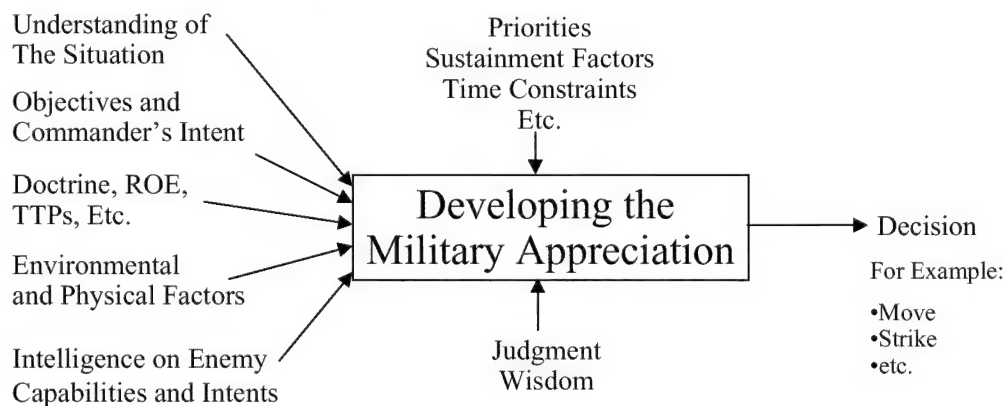 Understanding of
The Situation
Objectives and
Commander's Intent
Doctrine, ROE,
TTPs, Etc.
Environmental
and Physical Factors
Intelligence on Enemy
Capabilities and Intents
Priorities
Sustainment Factors
Time Constraints
Etc.
Developing the
Military Appreciation
Judgment
Wisdom
Decision
For Example:
•Move
•Strike
•etc.